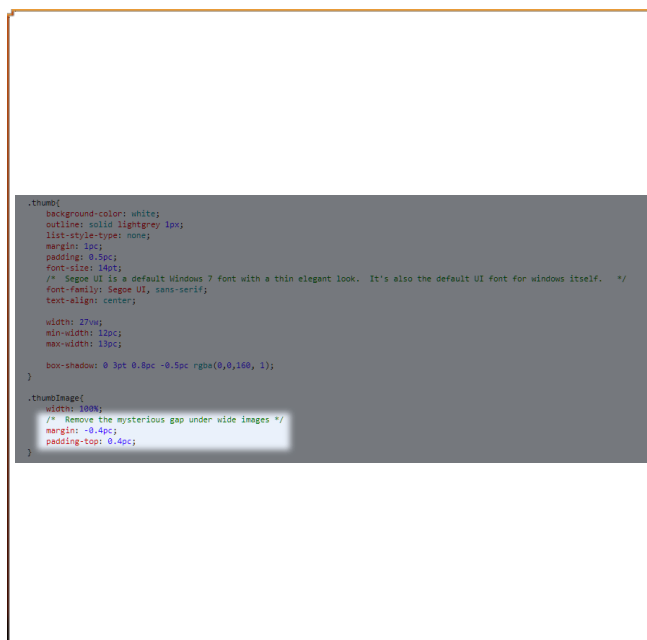 .thumb{
background-color: white;
outline: solid lightgrey 1px;
list-style-type: none;
margin: 1pc;
padding: 0.5pc;
font-size: 14pt;
/*  Segoe UI is a default Windows 7 font with a thin elegant look.  It's also the default UI font for windows itself.   */
font-family: Segoe UI, sans-serif;
text-align: center;
width: 27vw;
min-width: 12pc;
max-width: 13pc;
box-shadow: 0 3pt 0.8pc -0.5pc rgba(0,0,160, 1);
}
.thumbImage{
width: 100%;
/*  Remove the mysterious gap under wide images */
margin: -0.4pc;
padding-top: 0.4pc;
}